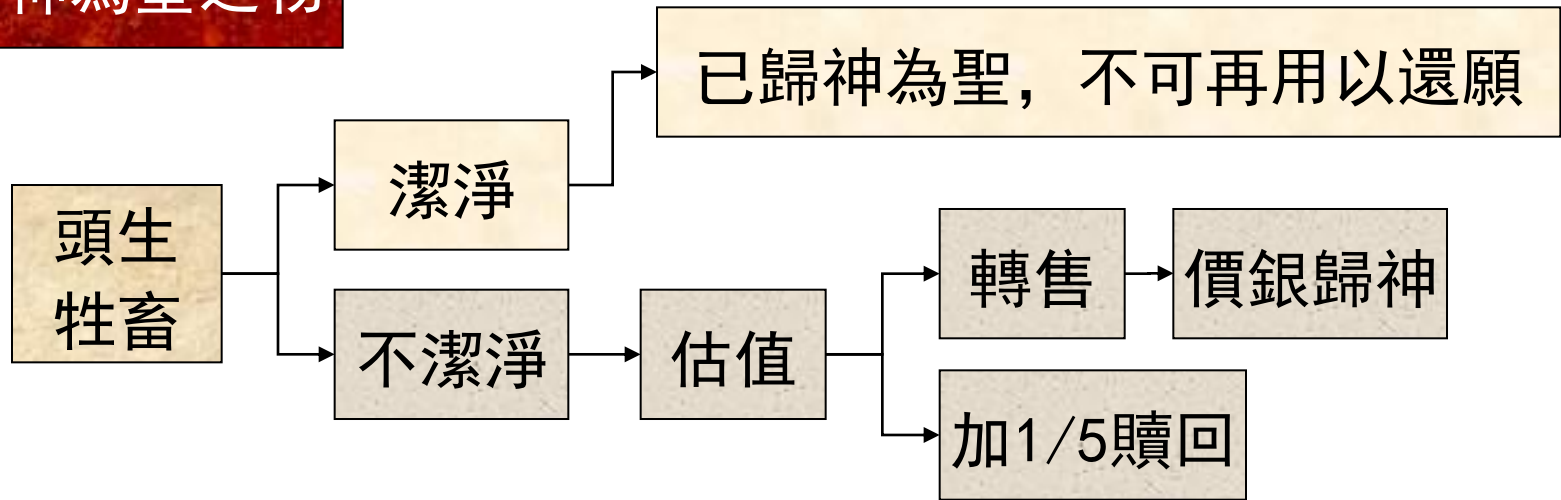 已歸神為聖，不可再用以還願
潔淨
頭生
牲畜
不潔淨
估值
轉售
價銀歸神
加1/5贖回